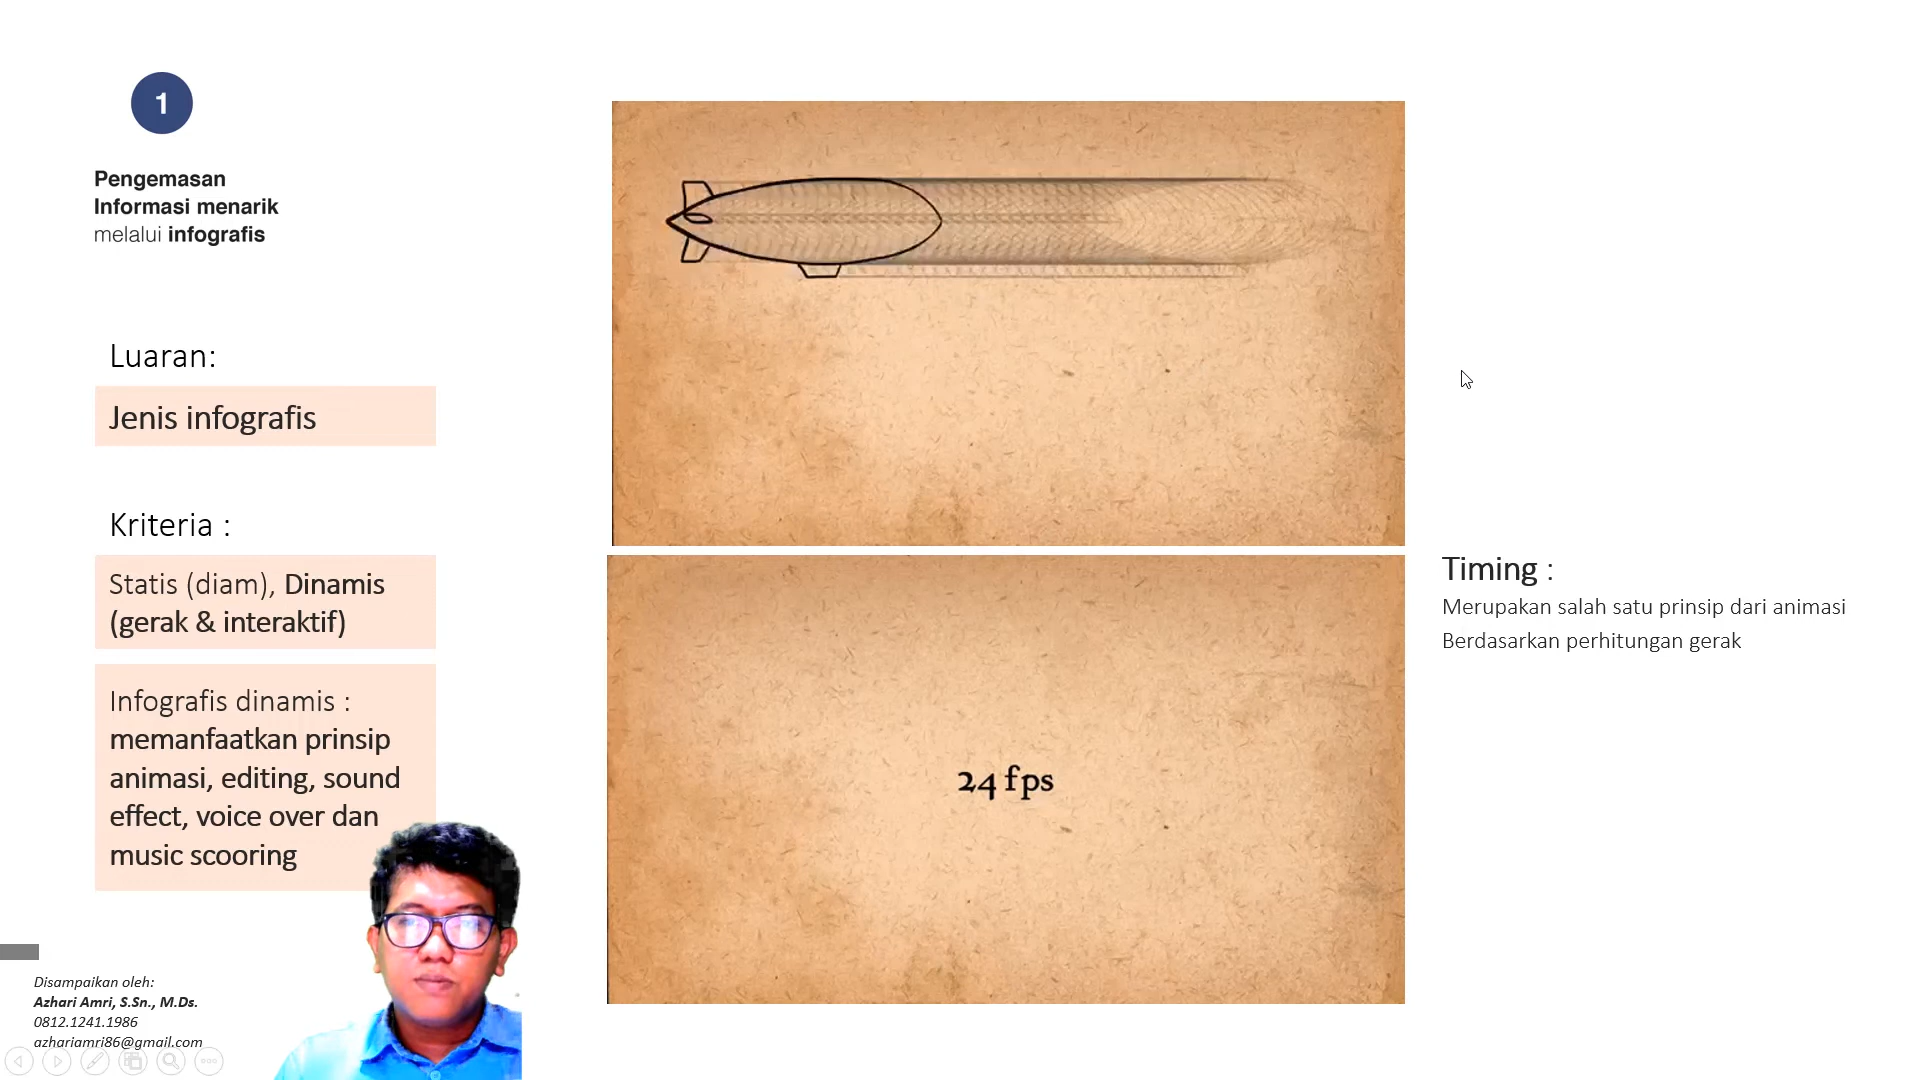 1
Pengemasan
Informasi menarik
melalui infografis
Luaran:
Jenis infografis
Kriteria :
Statis (diam), Dinamis
(gerak & interaktif)
Infografis dinamis :
memanfaatkan prinsip
animasi, editing, sound
effect, voice over dan
music scooring
24 fps
Timing :
Merupakan salah satu prinsip dari animasi
Berdasarkan perhitungan gerak
Disampaikan oleh:
Azhari Amri, S.Sn., M.Ds.
0812.1241.1986
azhariamri86@gmail.com